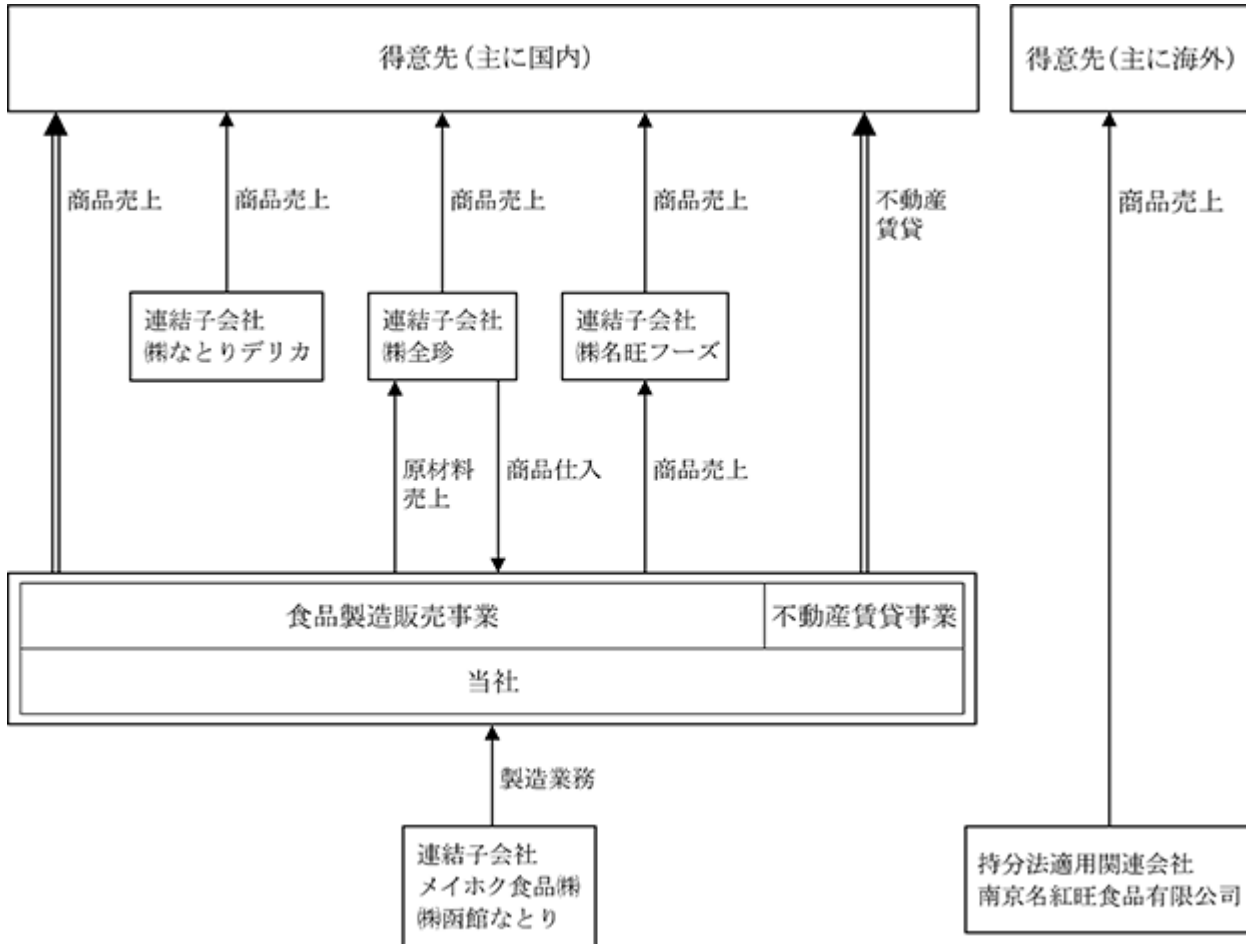 得意先（主に国内）
得意先（主に海外）
商品売上
商品売上
商品売上
商品売上
不動産
賃貸
商品売上
連結子会社
㈱なとりデリカ
連結子会社
㈱全珍
連結子会社
㈱名旺フーズ
原材料
売上
商品仕入
商品売上
食品製造販売事業
不動産賃貸事業
当社
製造業務
連結子会社
メイホク食品㈱
㈱函館なとり
持分法適用関連会社
南京名紅旺食品有限公司